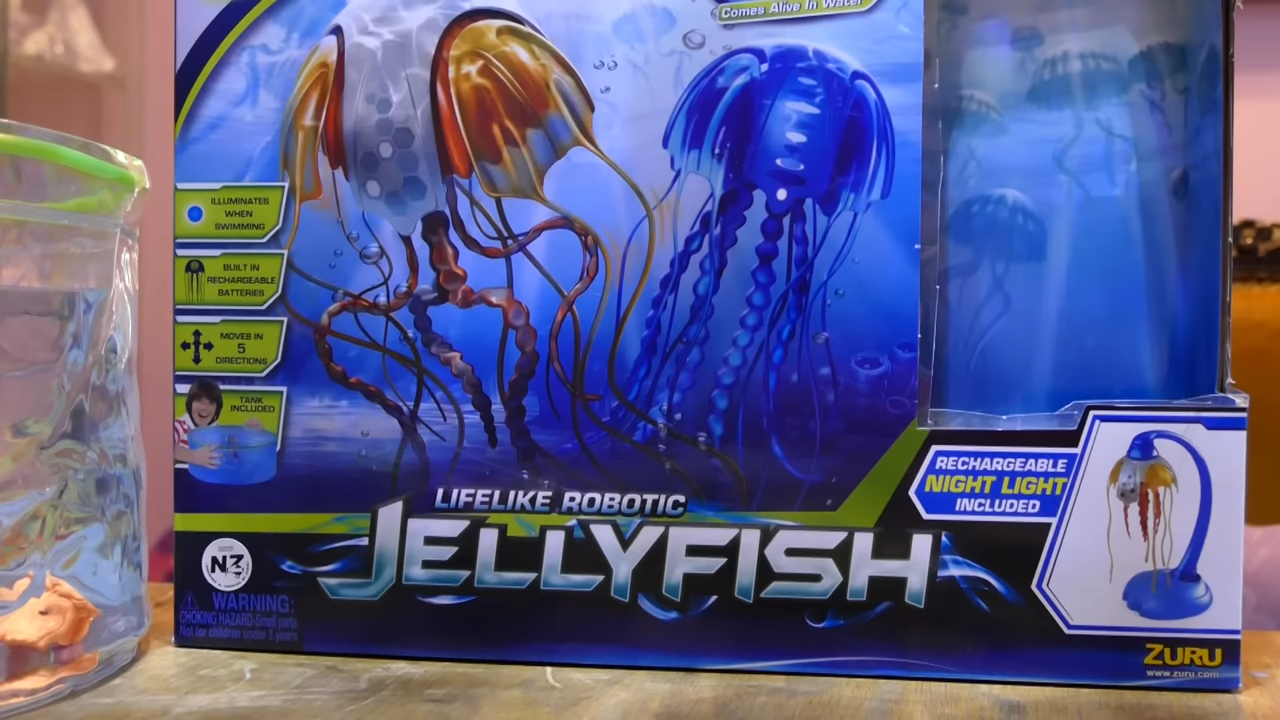 Comes Alive In Water
ILLUMINATES
WHEN
SWIMMING
BUILT IN
RECHARGEABLE
BATTERIES
MOVES IN
5
DIRECTIONS
TANK
INCLUDED
RECHARGEABLE
NIGHT LIGHT
INCLUDED
LIFELIKE ROBOTIC
JELLYFISH
NZ
WARNING:
CHOKING HAZARD-Small parts
Not for children under 3 years
ZURU
www.zuru.com